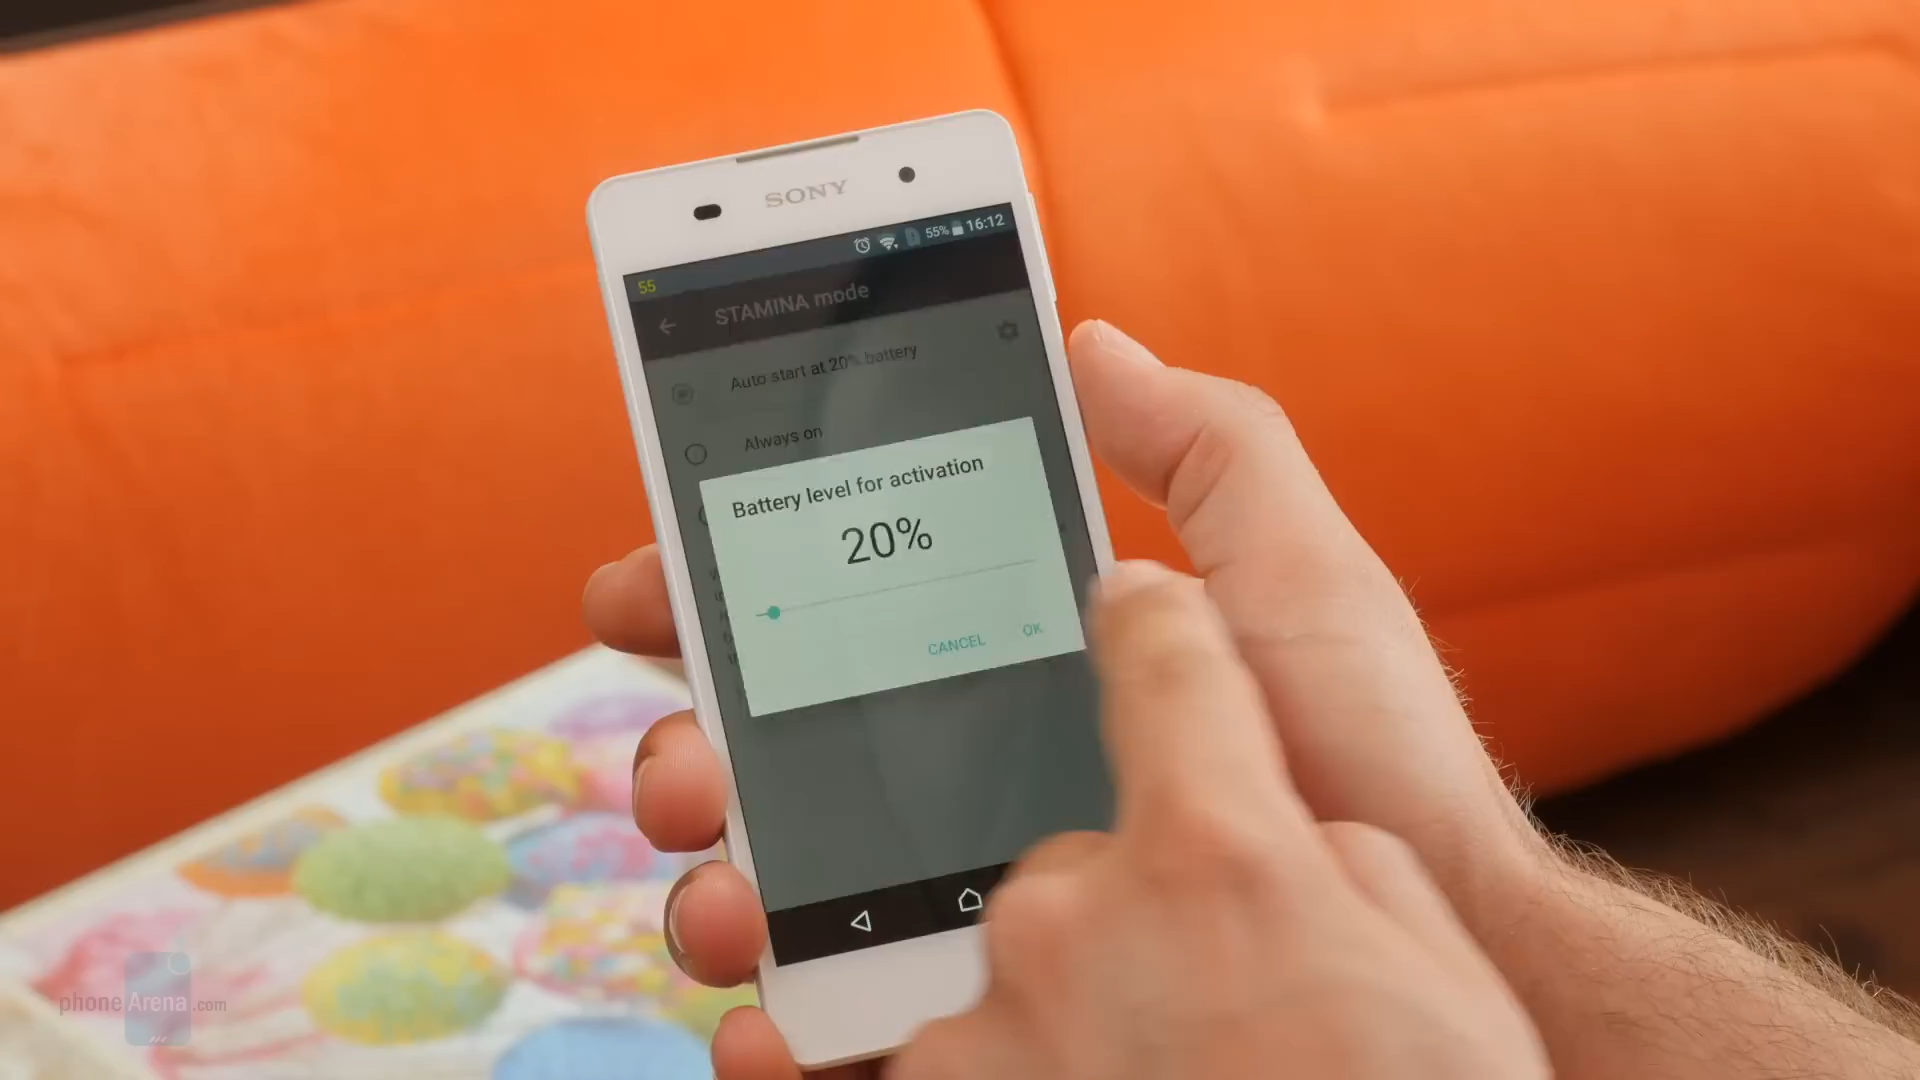 SONY
55% 16:12
55
STAMINA mode
Auto start at 20% battery
Always on
Battery level for activation
20%
CANCEL OK
phoneArena.com